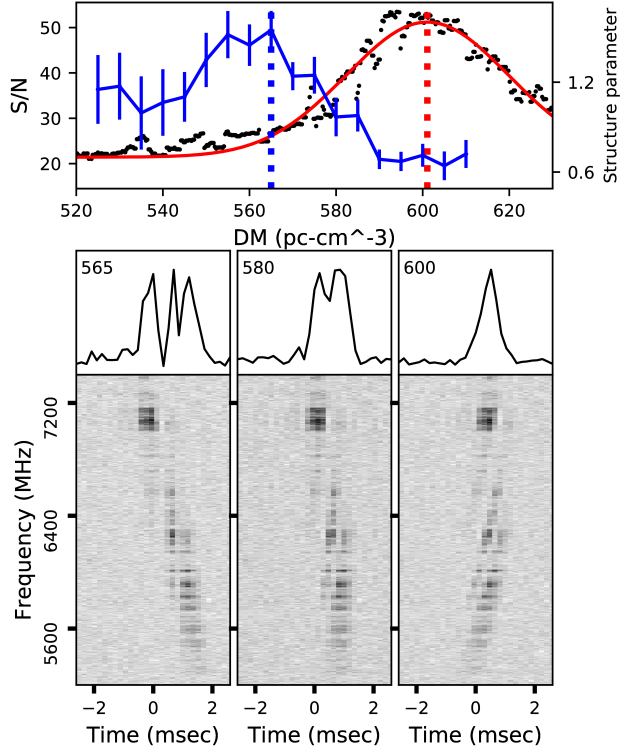 50
40
30
20
S/N
1.2
0.6
Structure parameter
520 540 560 580 600 620
DM (pc-cm^-3)
565 580 600
7200
6400
5600
Frequency (MHz)
−2 0 2 −2 0 2 −2 0 2
Time (msec) Time (msec) Time (msec)